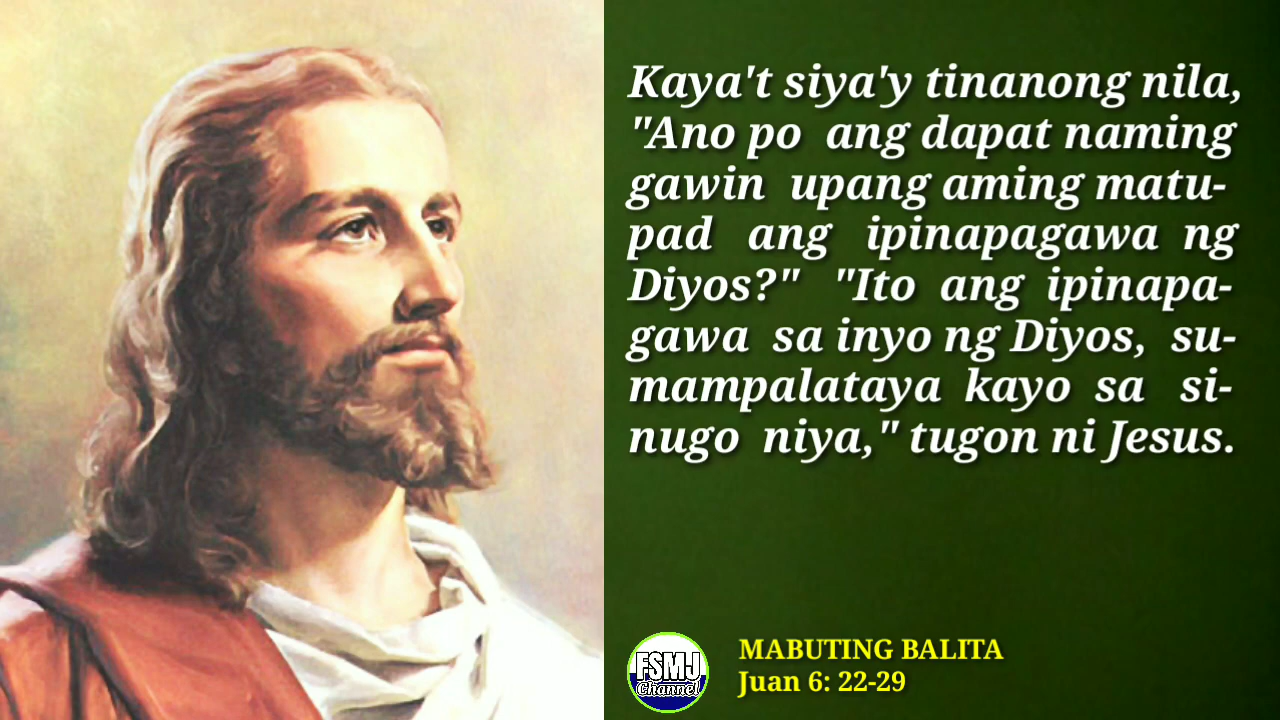 Kaya't siya'y tinanong nila,
"Ano po ang dapat naming
gawin upang aming matu-
pad ang ipinapagawa ng
Diyos?" "Ito ang ipinapa-
gawa sa inyo ng Diyos, su-
mampalataya kayo sa si-
nugo niya," tugon ni Jesus.
FSMJ
Channel
MABUTING BALITA
Juan 6: 22-29